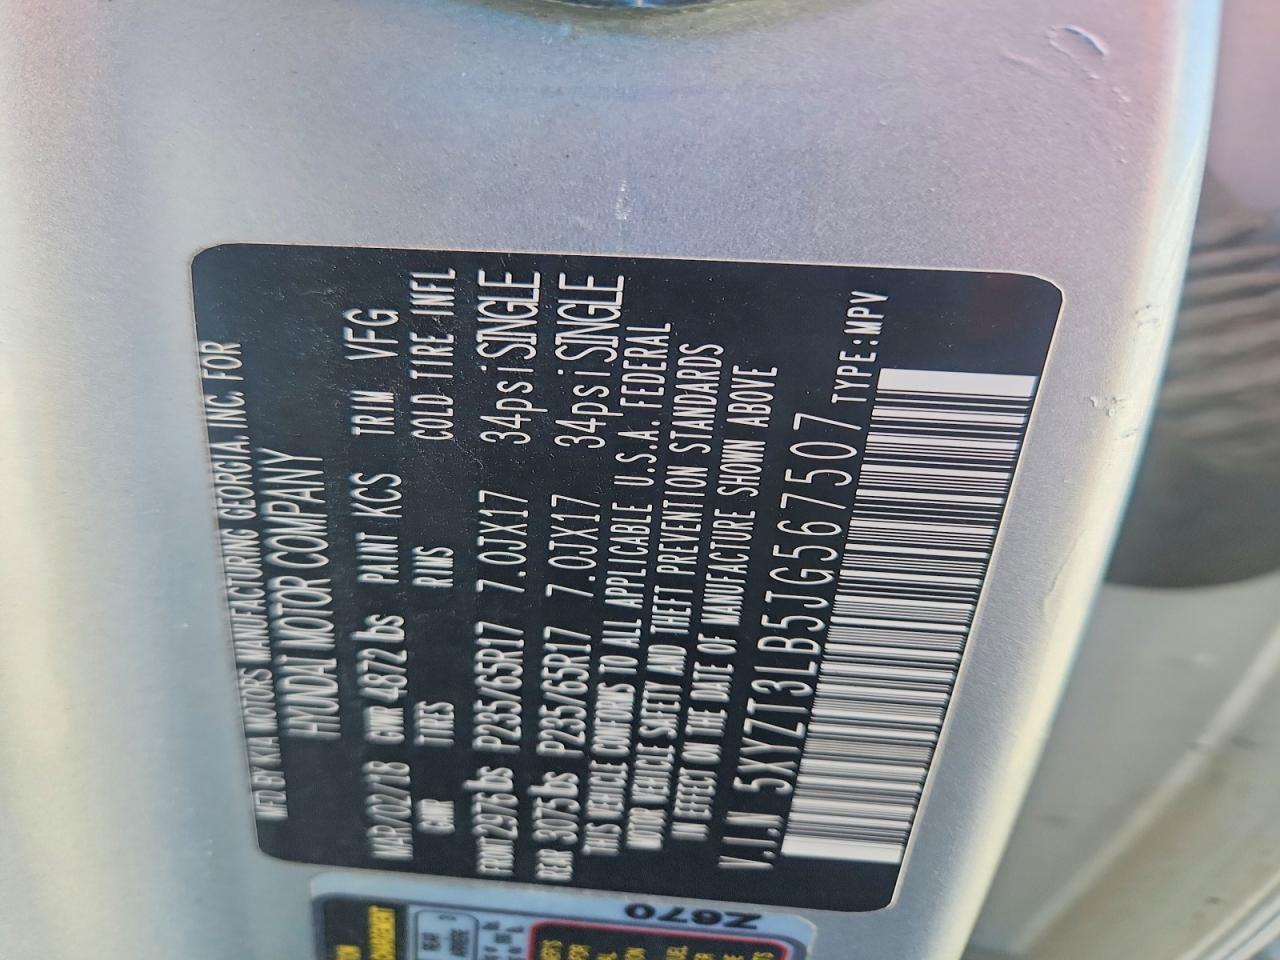 MFD BY KIA MOTORS MANUFACTURING GEORGIA, INC. FOR
HYUNDAI MOTOR COMPANY
MAR/02/'18 GVWR 4872 lbs PAINT KCS TRIM VFG
GAWR TIRES RIMS COLD TIRE INFL
FRONT 2976 lbs P235/65R17 7.0JX17 34psi SINGLE
REAR 3075 lbs P235/65R17 7.0JX17 34psi SINGLE
THIS VEHICLE CONFORMS TO ALL APPLICABLE U.S.A. FEDERAL
MOTOR VEHICLE SAFETY AND THEFT PREVENTION STANDARDS
IN EFFECT ON THE DATE OF MANUFACTURE SHOWN ABOVE
V.I.N 5XYZT3LB5JG567507 TYPE:MPV
Z670
REAR